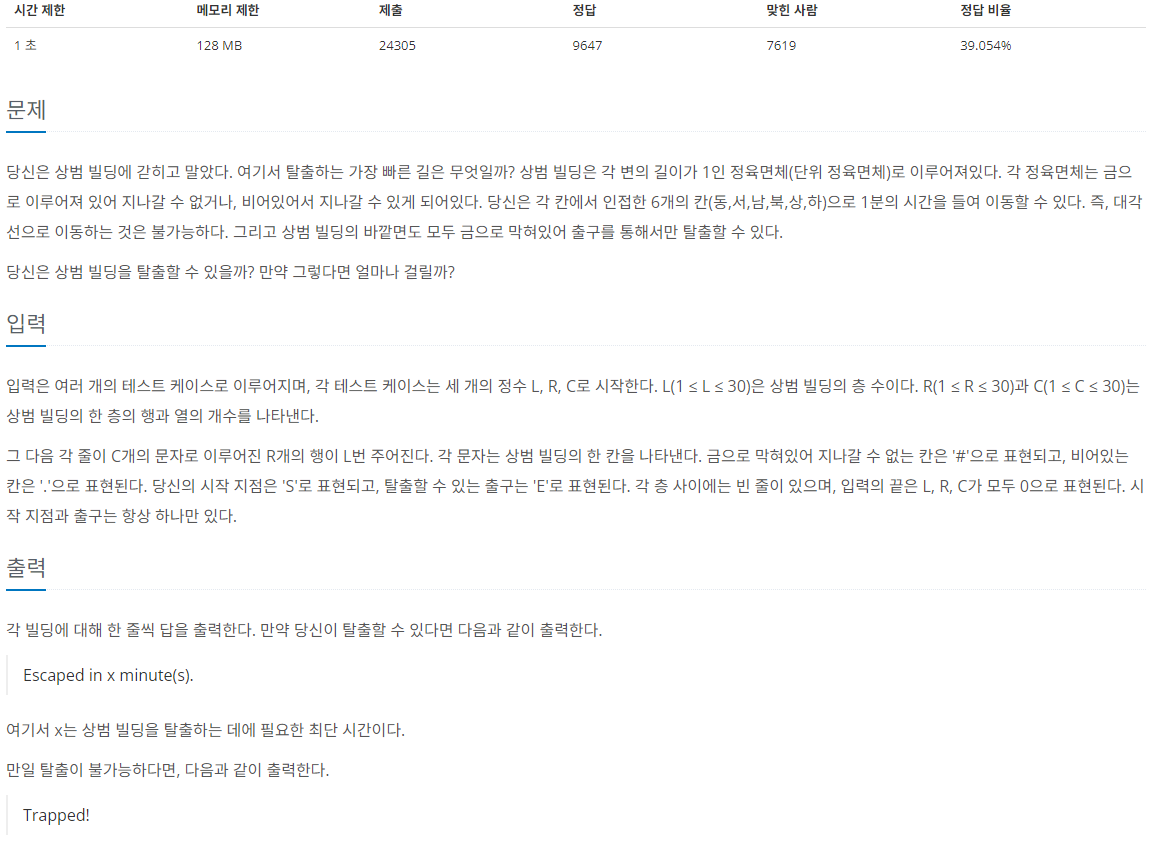 시간 제한 메모리 제한 제출 정답 맞힌 사람 정답 비율
1 초 128 MB 24305 9647 7619 39.054%
문제
당신은 상범 빌딩에 갇히고 말았다. 여기서 탈출하는 가장 빠른 길은 무엇일까? 상범 빌딩은 각 변의 길이가 1인 정육면체(단위 정육면체)로 이루어져있다. 각 정육면체는 금으
로 이루어져 있어 지나갈 수 없거나, 비어있어서 지나갈 수 있게 되어있다. 당신은 각 칸에서 인접한 6개의 칸(동,서,남,북,상,하)으로 1분의 시간을 들여 이동할 수 있다. 즉, 대각
선으로 이동하는 것은 불가능하다. 그리고 상범 빌딩의 바깥면도 모두 금으로 막혀있어 출구를 통해서만 탈출할 수 있다.
당신은 상범 빌딩을 탈출할 수 있을까? 만약 그렇다면 얼마나 걸릴까?
입력
입력은 여러 개의 테스트 케이스로 이루어지며, 각 테스트 케이스는 세 개의 정수 L, R, C로 시작한다. L(1 ≤ L ≤ 30)은 상범 빌딩의 층 수이다. R(1 ≤ R ≤ 30)과 C(1 ≤ C ≤ 30)는
상범 빌딩의 한 층의 행과 열의 개수를 나타낸다.
그 다음 각 줄이 C개의 문자로 이루어진 R개의 행이 L번 주어진다. 각 문자는 상범 빌딩의 한 칸을 나타낸다. 금으로 막혀있어 지나갈 수 없는 칸은 '#'으로 표현되고, 비어있는
칸은 '.'으로 표현된다. 당신의 시작 지점은 'S'로 표현되고, 탈출할 수 있는 출구는 'E'로 표현된다. 각 층 사이에는 빈 줄이 있으며, 입력의 끝은 L, R, C가 모두 0으로 표현된다. 시
작 지점과 출구는 항상 하나만 있다.
출력
각 빌딩에 대해 한 줄씩 답을 출력한다. 만약 당신이 탈출할 수 있다면 다음과 같이 출력한다.
Escaped in x minute(s).
여기서 x는 상범 빌딩을 탈출하는 데에 필요한 최단 시간이다.
만일 탈출이 불가능하다면, 다음과 같이 출력한다.
Trapped!